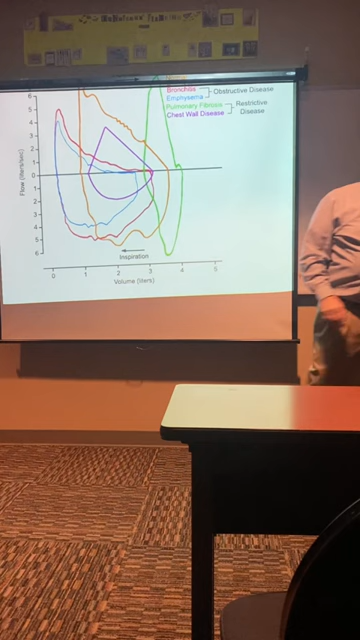 Bronchitis
Emphysema
Obstructive Disease
Pulmonary Fibrosis
Chest Wall Disease
Restrictive
Disease
Flow (liters/sec)
6
5
4
3
2
1
0
1
2
3
4
5
6
Inspiration
0
1
2
3
4
5
Volume (liters)